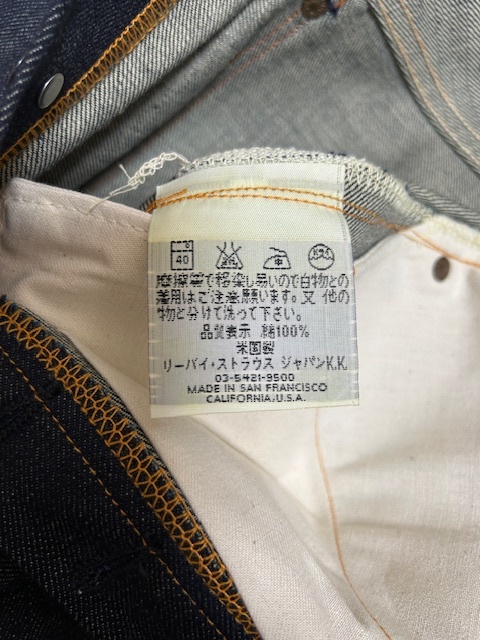 40
ドライ
摩擦等で移染し易いので白物との
着用はご注意願います。又 他の
物と分けて洗って下さい。
品質表示 綿100%
米国製
リーバイ・ストラウス ジャパンK.K.
03-5421-9500
MADE IN SAN FRANCISCO
CALIFORNIA,U.S.A.